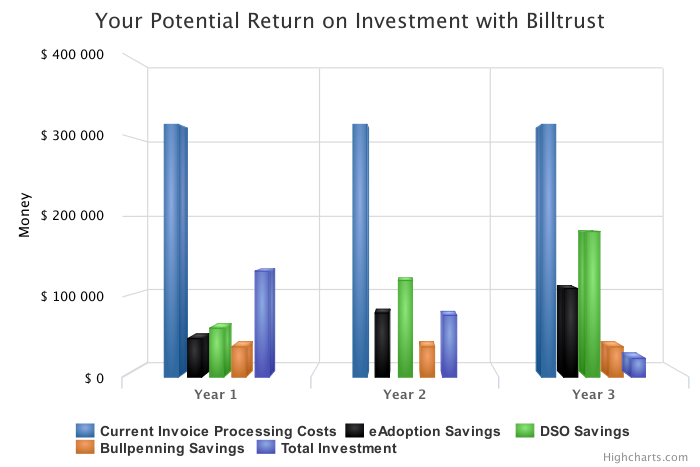 Your Potential Return on Investment with Billtrust
$ 400 000
$ 300 000
$ 200 000
$ 100 000
$ 0
Money
Year 1
Year 2
Year 3
Current Invoice Processing Costs
eAdoption Savings
DSO Savings
Bullpenning Savings
Total Investment
Highcharts.com